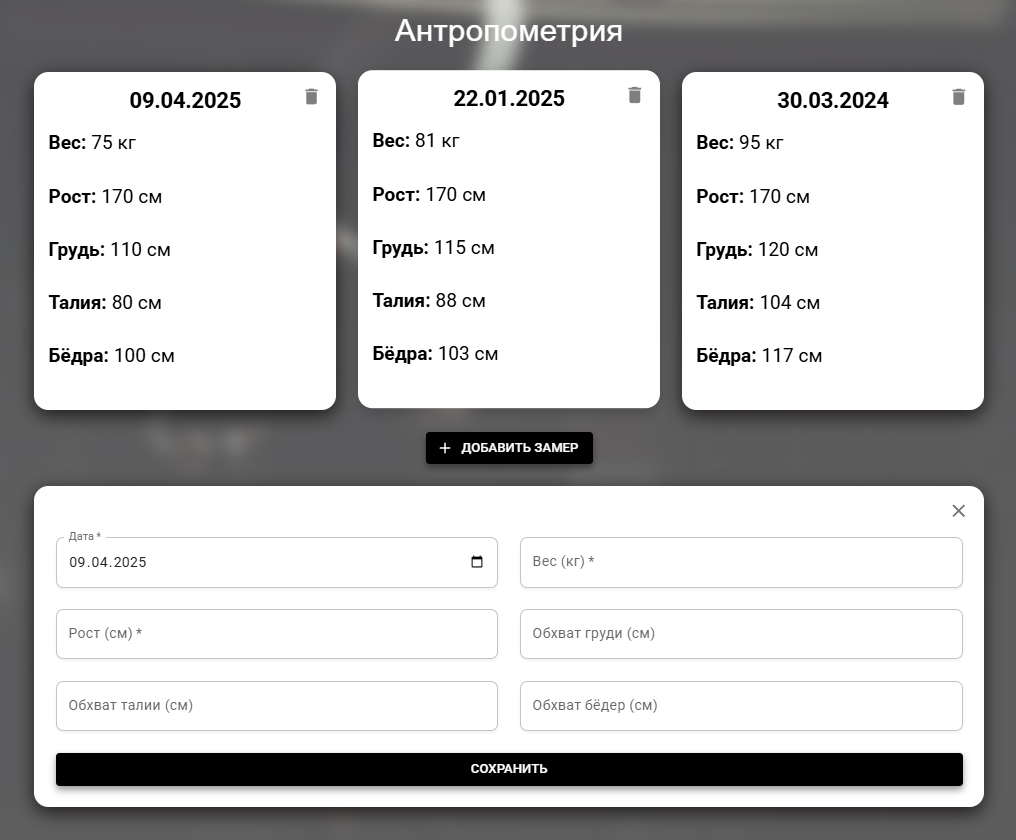 Антропометрия
09.04.2025
Вес: 75 кг
Рост: 170 см
Грудь: 110 см
Талия: 80 см
Бёдра: 100 см
22.01.2025
Вес: 81 кг
Рост: 170 см
Грудь: 115 см
Талия: 88 см
Бёдра: 103 см
30.03.2024
Вес: 95 кг
Рост: 170 см
Грудь: 120 см
Талия: 104 см
Бёдра: 117 см
+ ДОБАВИТЬ ЗАМЕР
Дата *
09.04.2025
Вес (кг) *
Рост (см) *
Обхват груди (см)
Обхват талии (см)
Обхват бёдер (см)
СОХРАНИТЬ